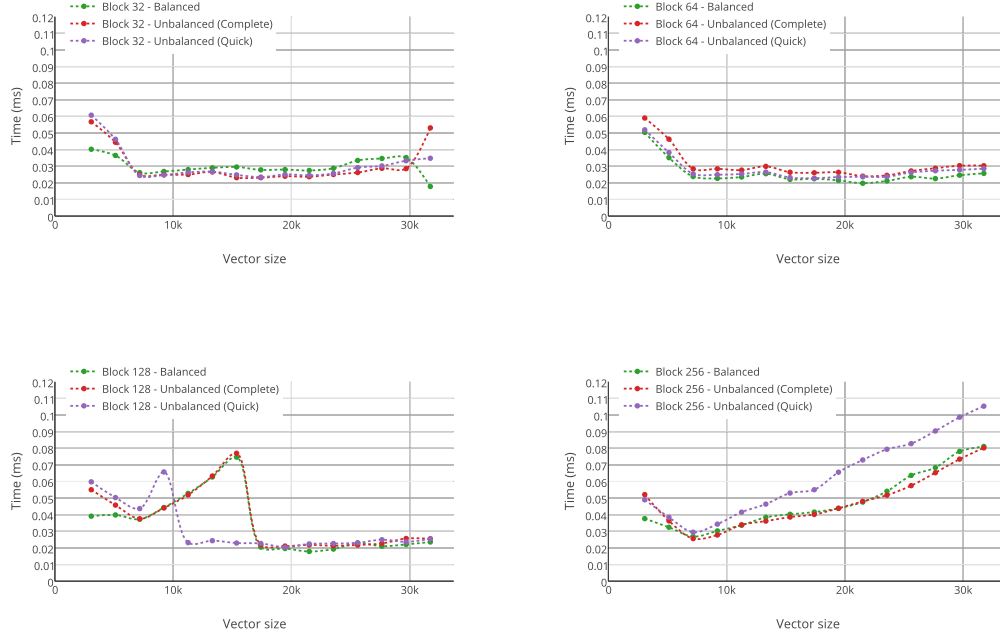 Block 32 - Balanced
Block 32 - Unbalanced (Complete)
Block 32 - Unbalanced (Quick)
0.12
0.11
0.1
0.09
0.08
0.07
0.06
0.05
0.04
0.03
0.02
0.01
0
Time (ms)
0 10k 20k 30k
Vector size
Block 64 - Balanced
Block 64 - Unbalanced (Complete)
Block 64 - Unbalanced (Quick)
0.12
0.11
0.1
0.09
0.08
0.07
0.06
0.05
0.04
0.03
0.02
0.01
0
Time (ms)
0 10k 20k 30k
Vector size
Block 128 - Balanced
Block 128 - Unbalanced (Complete)
Block 128 - Unbalanced (Quick)
0.12
0.11
0.1
0.09
0.08
0.07
0.06
0.05
0.04
0.03
0.02
0.01
0
Time (ms)
0 10k 20k 30k
Vector size
Block 256 - Balanced
Block 256 - Unbalanced (Complete)
Block 256 - Unbalanced (Quick)
0.12
0.11
0.1
0.09
0.08
0.07
0.06
0.05
0.04
0.03
0.02
0.01
0
Time (ms)
0 10k 20k 30k
Vector size